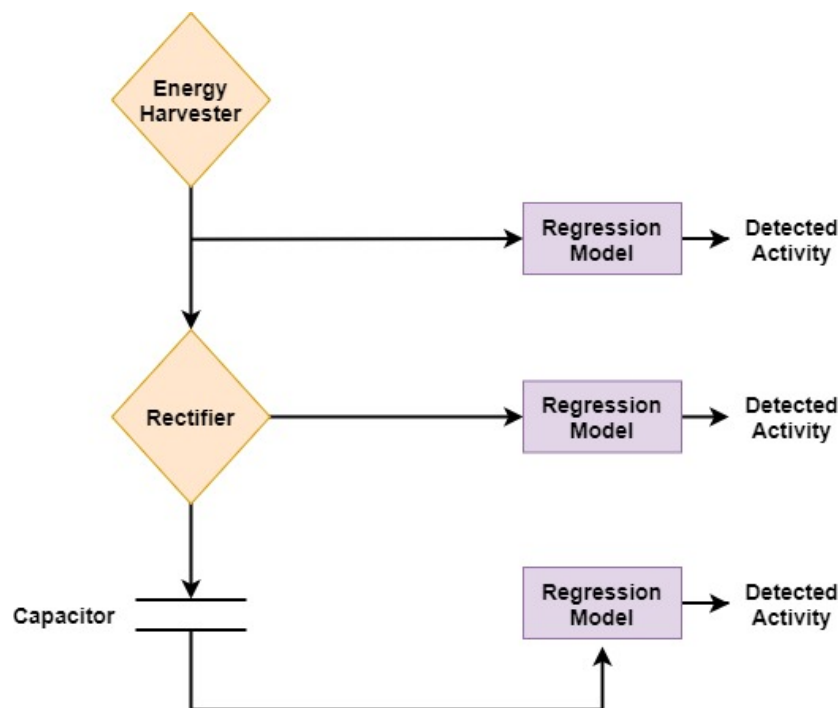 Energy
Harvester
Regression
Model
Detected
Activity
Rectifier
Regression
Model
Detected
Activity
Capacitor
Regression
Model
Detected
Activity